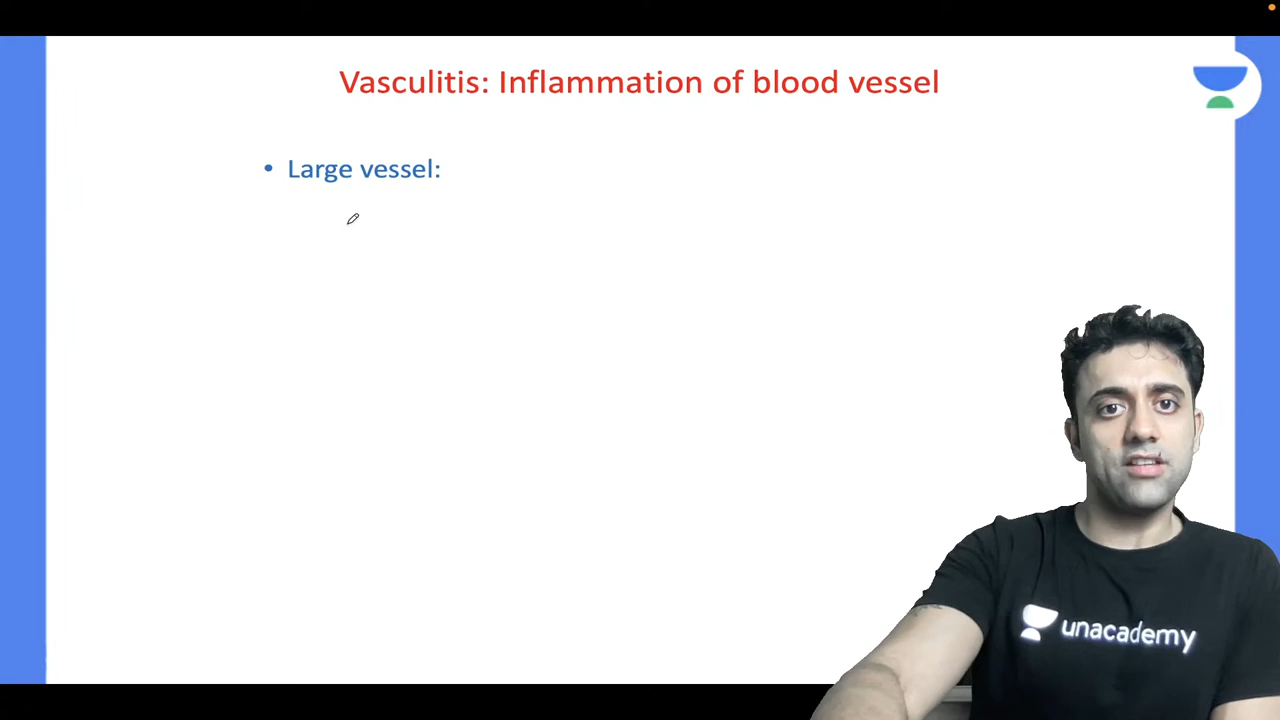 Vasculitis: Inflammation of blood vessel
• Large vessel:
unacademy